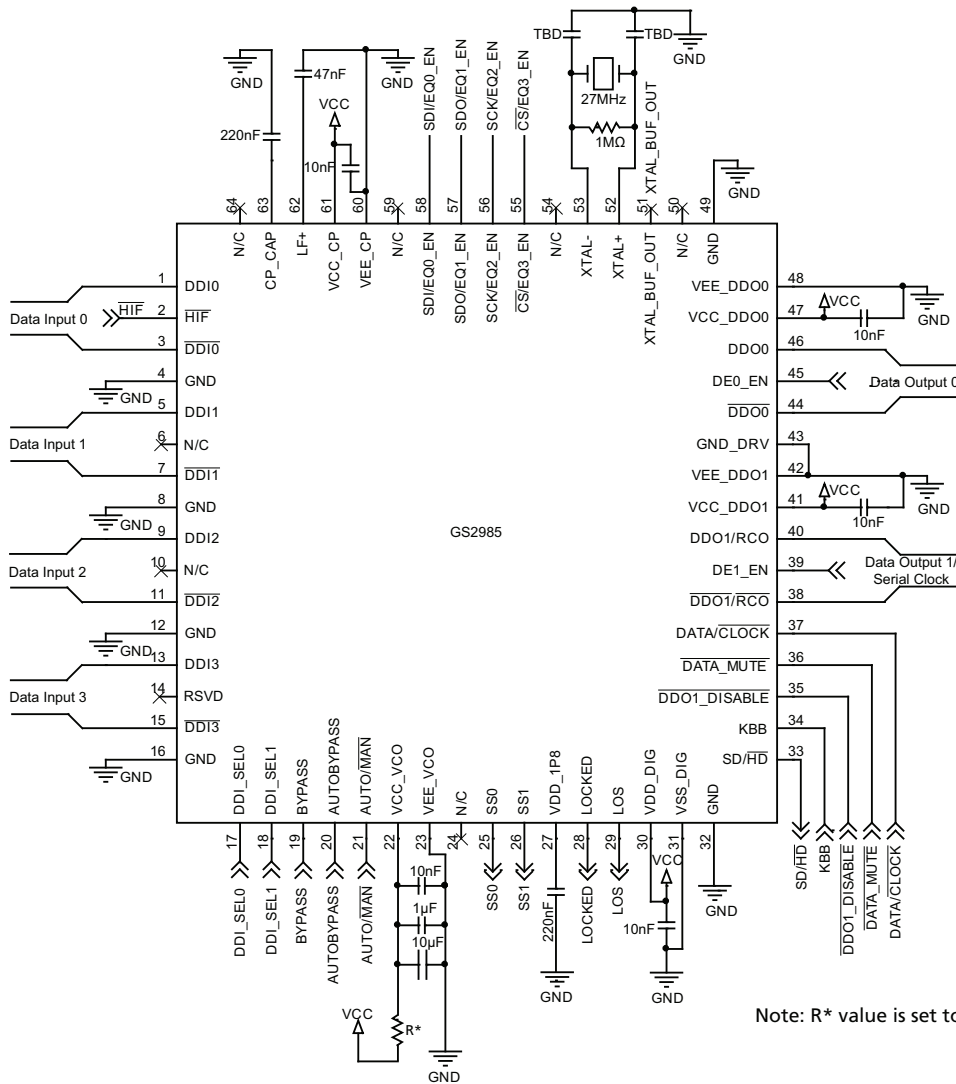 TBD
TBD
GND
GND
GND
47nF
27MHz
VCC
220nF
10nF
1MΩ
GND
SDI/EQ0_EN
SDO/EQ1_EN
SCK/EQ2_EN
CS/EQ3_EN
XTAL_BUF_OUT
64
63
62
61
60
59
58
57
56
55
54
53
52
51
50
49
N/C
CP_CAP
LF+
VCC_CP
VEE_CP
N/C
SDI/EQ0_EN
SDO/EQ1_EN
SCK/EQ2_EN
CS/EQ3_EN
N/C
XTAL-
XTAL+
XTAL_BUF_OUT
N/C
GND
1 DDI0
Data Input 0
HIF 2 HIF
3 DDI0
4 GND
GND
5 DDI1
Data Input 1
6 N/C
7 DDI1
8 GND
GND
9 DDI2
Data Input 2
10 N/C
11 DDI2
12 GND
GND
13 DDI3
Data Input 3
14 RSVD
15 DDI3
16 GND
GND
GS2985
VEE_DDO0 48
VCC_DDO0 47
VCC
10nF
GND
DDO0 46
DE0_EN 45
Data Output 0
DDO0 44
GND_DRV 43
VEE_DDO1 42
VCC_DDO1 41
VCC
10nF
GND
DDO1/RCO 40
DE1_EN 39
Data Output 1/
Serial Clock
DDO1/RCO 38
DATA/CLOCK 37
DATA_MUTE 36
DDO1_DISABLE 35
KBB 34
SD/HD 33
DDI_SEL0
DDI_SEL1
BYPASS
AUTOBYPASS
AUTO/MAN
VCC_VCO
VEE_VCO
N/C
SS0
SS1
VDD_1P8
LOCKED
LOS
VDD_DIG
VSS_DIG
GND
17
18
19
20
21
22
23
24
25
26
27
28
29
30
31
32
DDI_SEL0
DDI_SEL1
BYPASS
AUTOBYPASS
AUTO/MAN
10nF
1µF
10µF
SS0
SS1
220nF
LOCKED
LOS
VCC
10nF
GND
SD/HD
KBB
DDO1_DISABLE
DATA_MUTE
DATA/CLOCK
GND
GND
VCC
R*
GND
Note: R* value is set to